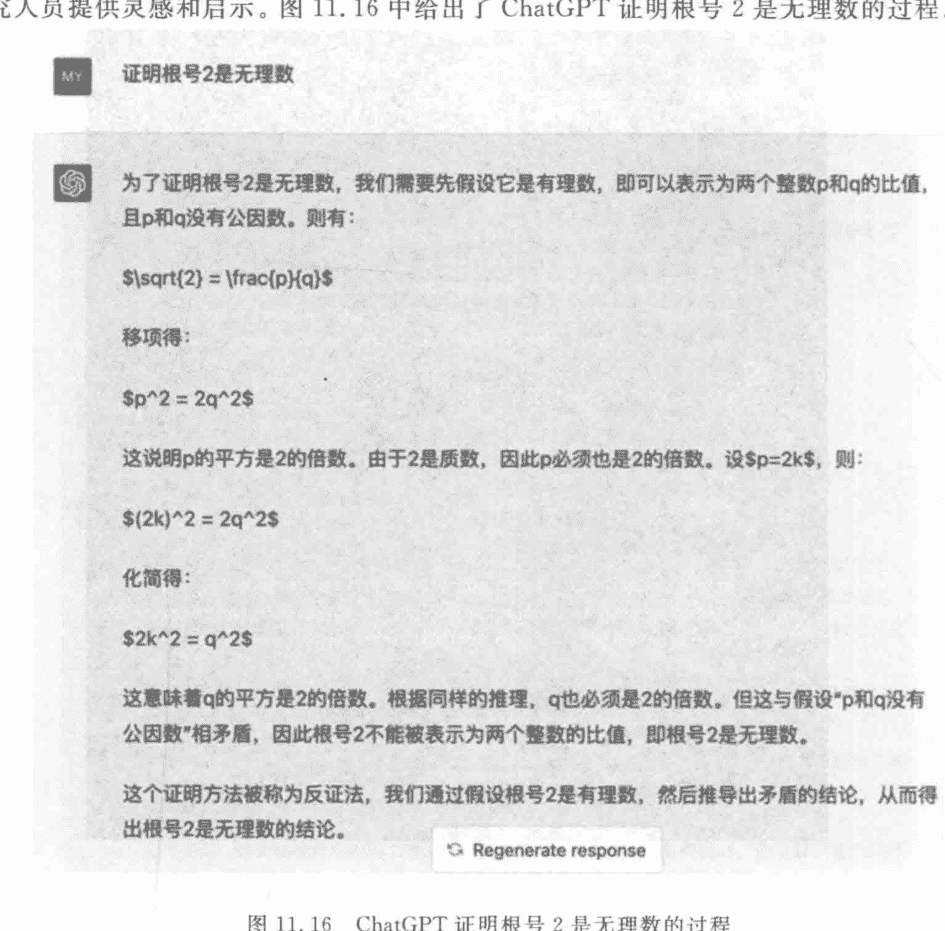 究人员提供灵感和启示。图 11.16 中给出了 ChatGPT 证明根号 2 是无理数的过程
MY
证明根号2是无理数
为了证明根号2是无理数，我们需要先假设它是有理数，即可以表示为两个整数p和q的比值，
且p和q没有公因数。则有：
$\sqrt{2} = \frac{p}{q}$
移项得：
$p^2 = 2q^2$
这说明p的平方是2的倍数。由于2是质数，因此p必须也是2的倍数。设$p=2k$，则：
$(2k)^2 = 2q^2$
化简得：
$2k^2 = q^2$
这意味着q的平方是2的倍数。根据同样的推理，q也必须是2的倍数。但这与假设"p和q没有
公因数"相矛盾，因此根号2不能被表示为两个整数的比值，即根号2是无理数。
这个证明方法被称为反证法，我们通过假设根号2是有理数，然后推导出矛盾的结论，从而得
出根号2是无理数的结论。
Regenerate response
图 11.16 ChatGPT 证明根号 2 是无理数的过程